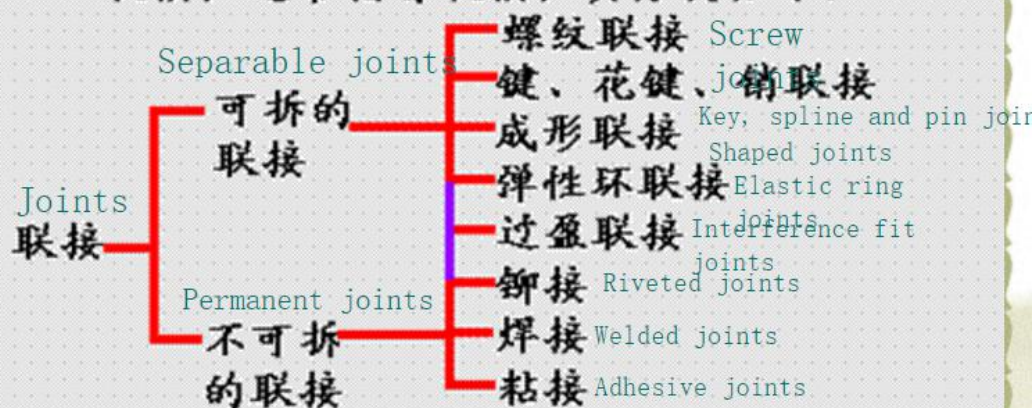 螺纹联接 Screw
joints
Separable joints
键、花键、销联接
可拆的
联接
成形联接 Key, spline and pin join
Shaped joints
弹性环联接 Elastic ring
joints
Joints
联接
过盈联接 Interference fit
joints
铆接 Riveted joints
Permanent joints
不可拆
的联接
焊接 Welded joints
粘接 Adhesive joints